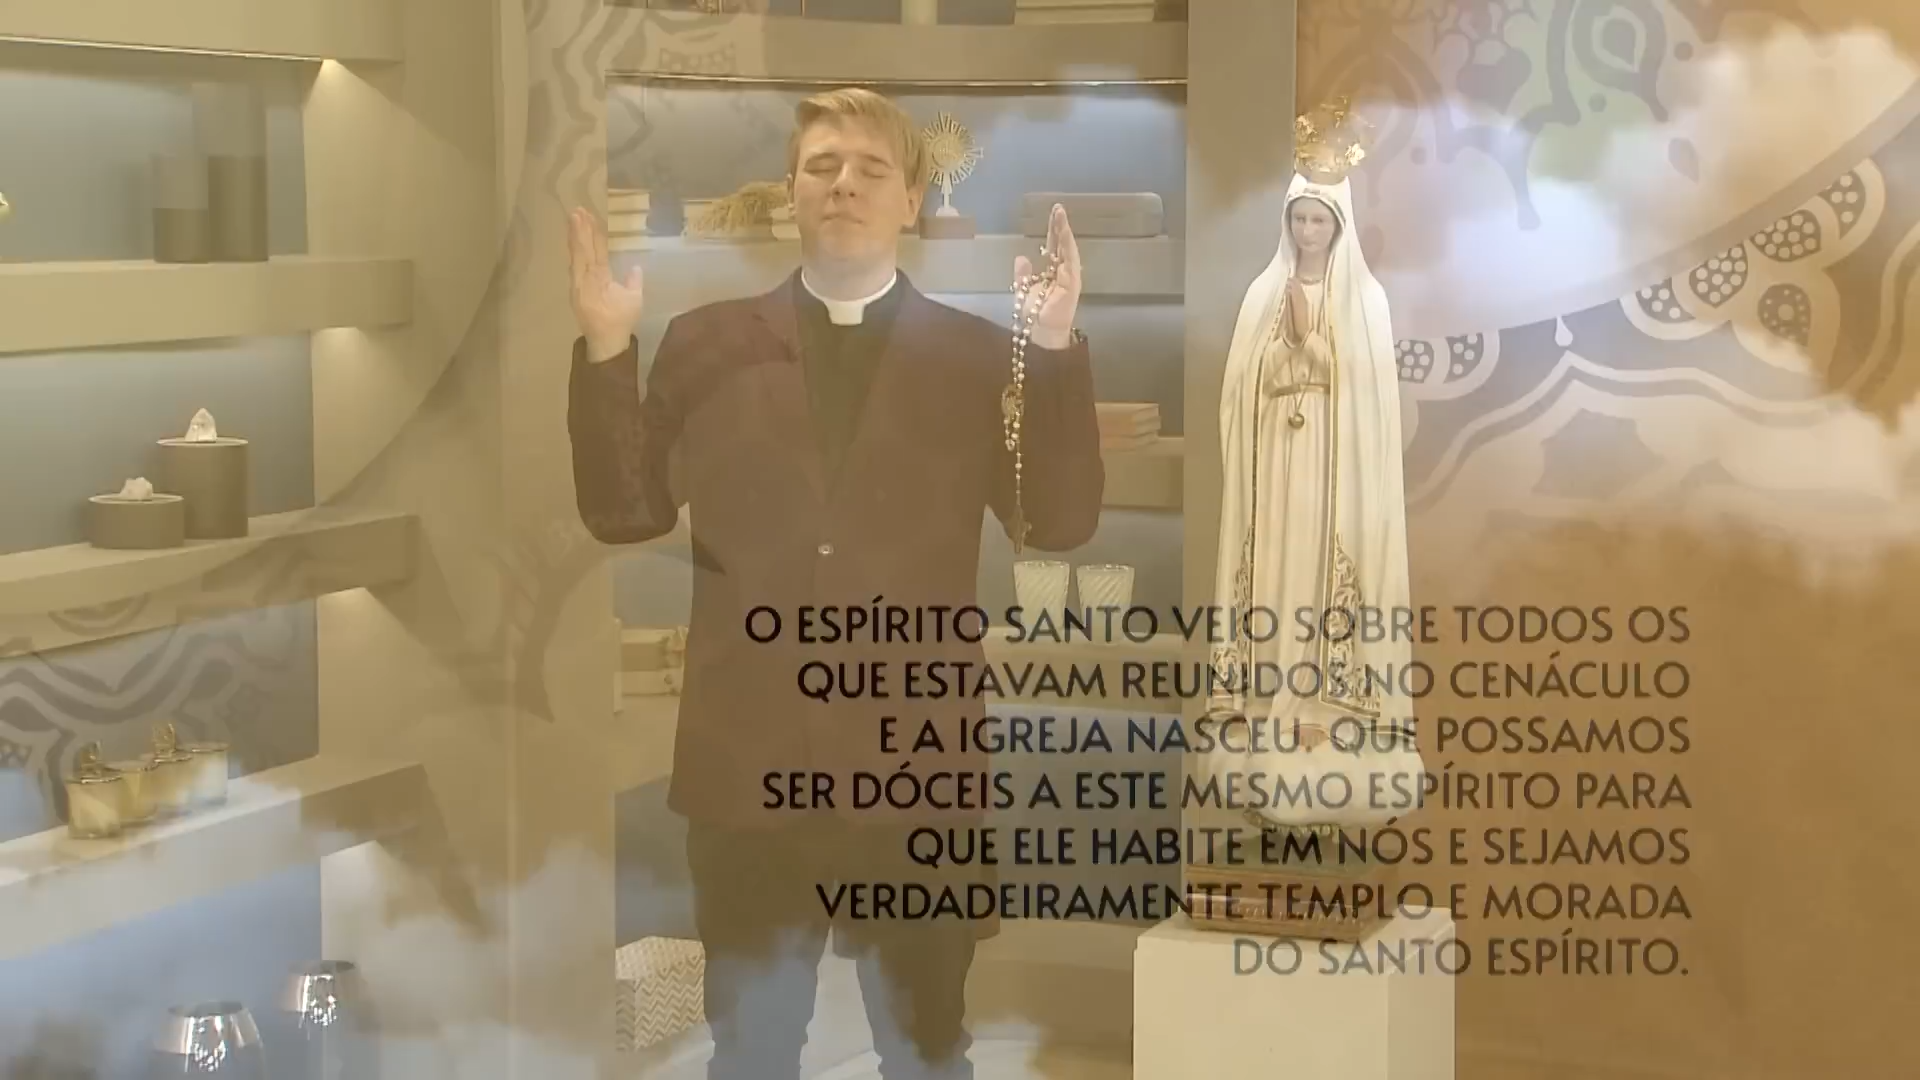 O ESPÍRITO SANTO VEIO SOBRE TODOS OS
QUE ESTAVAM REUNIDOS NO CENÁCULO
E A IGREJA NASCEU. QUE POSSAMOS
SER DÓCEIS A ESTE MESMO ESPÍRITO PARA
QUE ELE HABITE EM NÓS E SEJAMOS
VERDADEIRAMENTE TEMPLO E MORADA
DO SANTO ESPÍRITO.